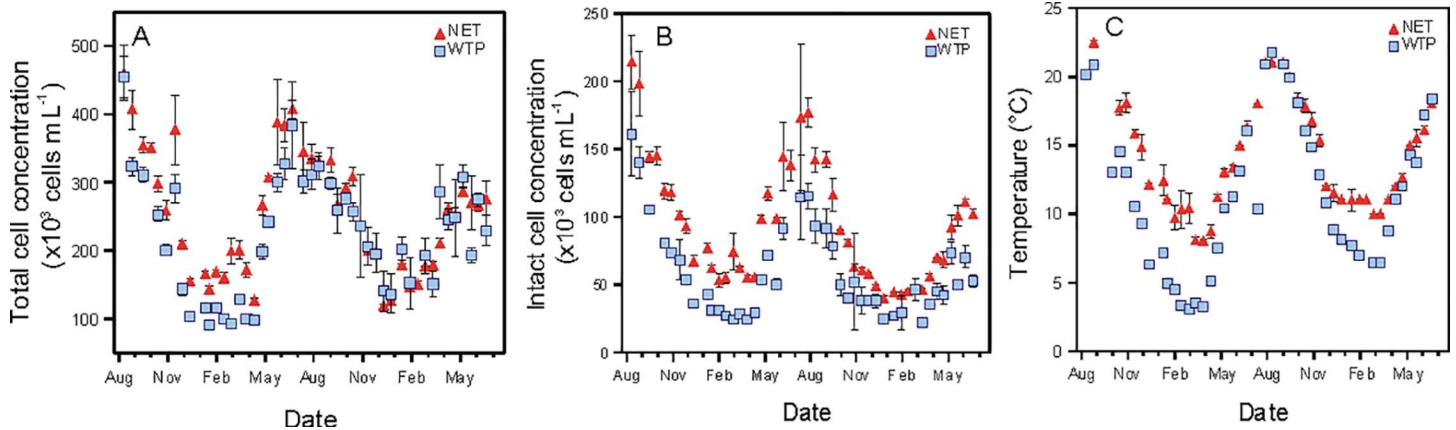 A
NET
WTP
500
400
300
200
100
Total cell concentration
(x10³ cells mL⁻¹)
Aug Nov Feb May Aug Nov Feb May
Date
B
NET
WTP
250
200
150
100
50
0
Intact cell concentration
(x10³ cells mL⁻¹)
Aug Nov Feb May Aug Nov Feb May
Date
C
NET
WTP
25
20
15
10
5
0
Temperature (°C)
Aug Nov Feb May Aug Nov Feb May
Date